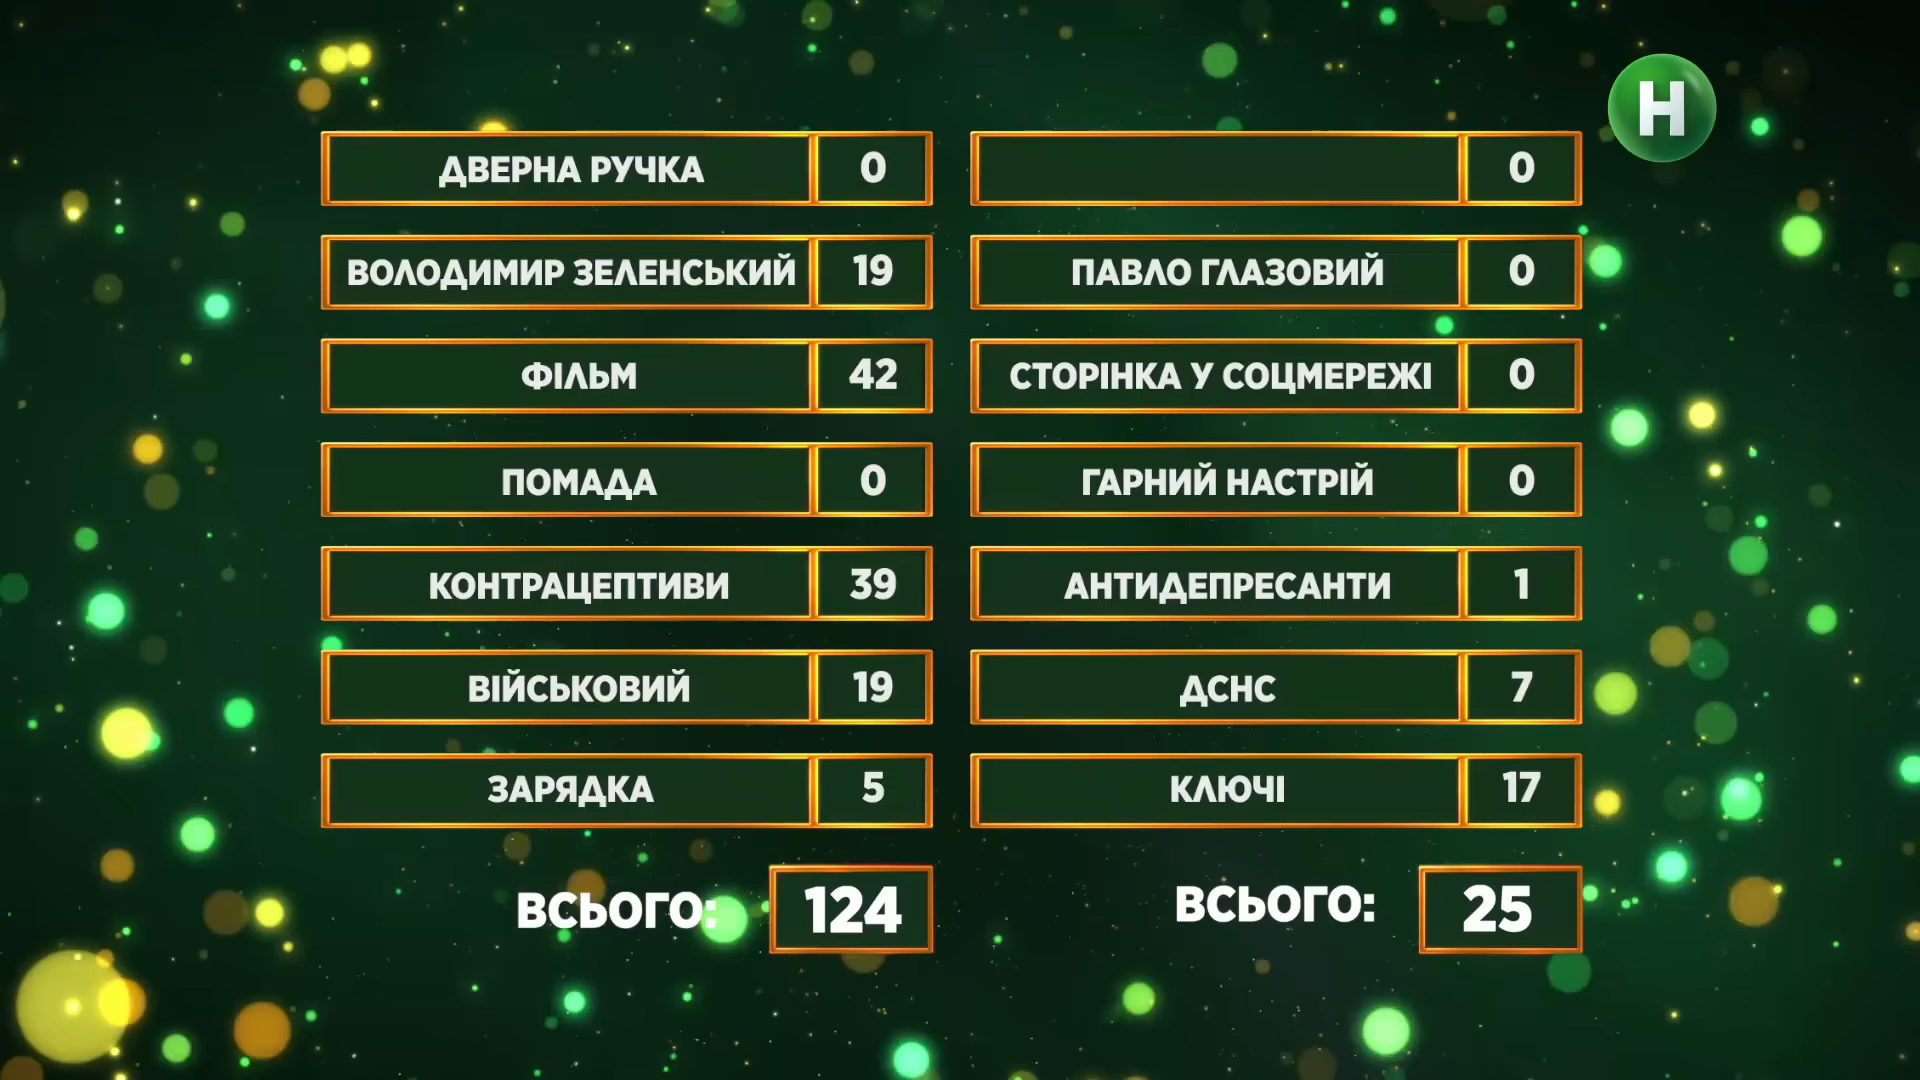 Н
ДВЕРНА РУЧКА 0
0
ВОЛОДИМИР ЗЕЛЕНСЬКИЙ 19
ПАВЛО ГЛАЗОВИЙ 0
ФІЛЬМ 42
СТОРІНКА У СОЦМЕРЕЖІ 0
ПОМАДА 0
ГАРНИЙ НАСТРІЙ 0
КОНТРАЦЕПТИВИ 39
АНТИДЕПРЕСАНТИ 1
ВІЙСЬКОВИЙ 19
ДСНС 7
ЗАРЯДКА 5
КЛЮЧІ 17
ВСЬОГО: 124
ВСЬОГО: 25